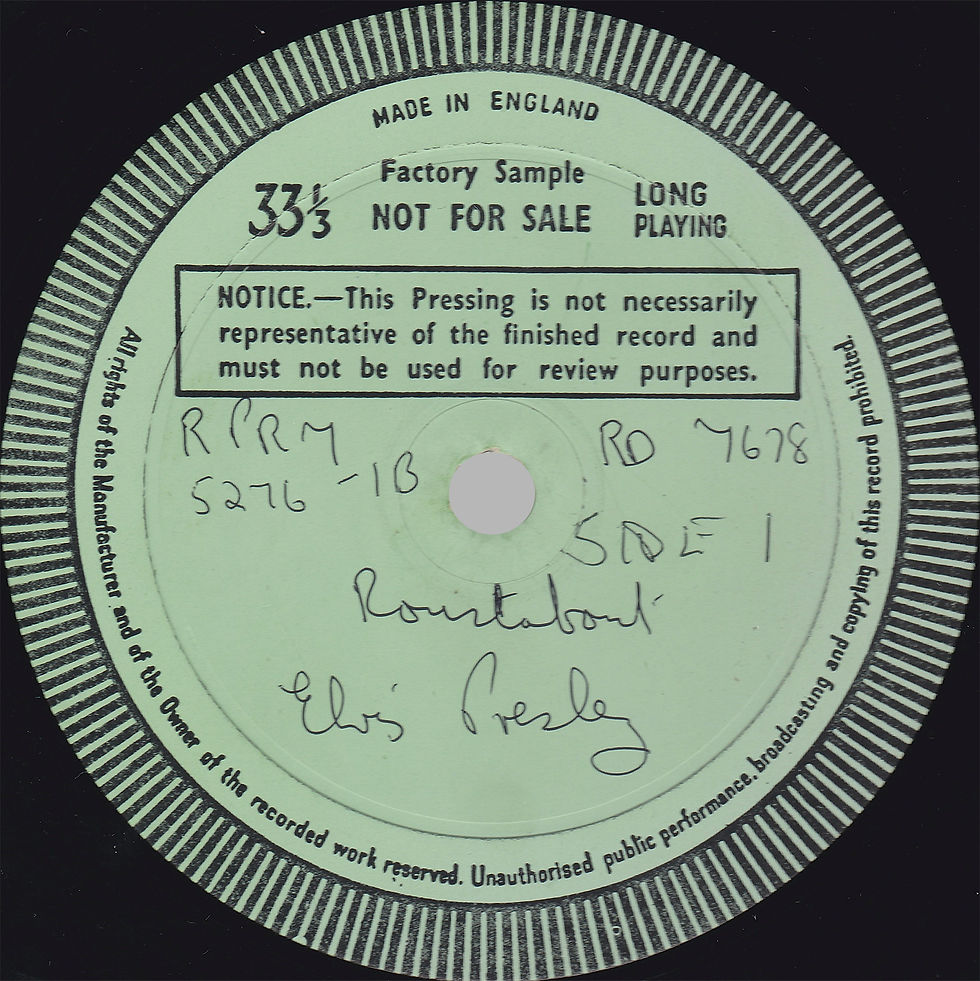 MADE IN ENGLAND
Factory Sample
33⅓ NOT FOR SALE LONG PLAYING
NOTICE.—This Pressing is not necessarily
representative of the finished record and
must not be used for review purposes.
RPRM
5276 -1B
RD 7678
SIDE 1
Roustabout
Elvis Presley
All rights of the Manufacturer and of the Owner of the recorded work reserved. Unauthorised public performance, broadcasting and copying of this record prohibited.